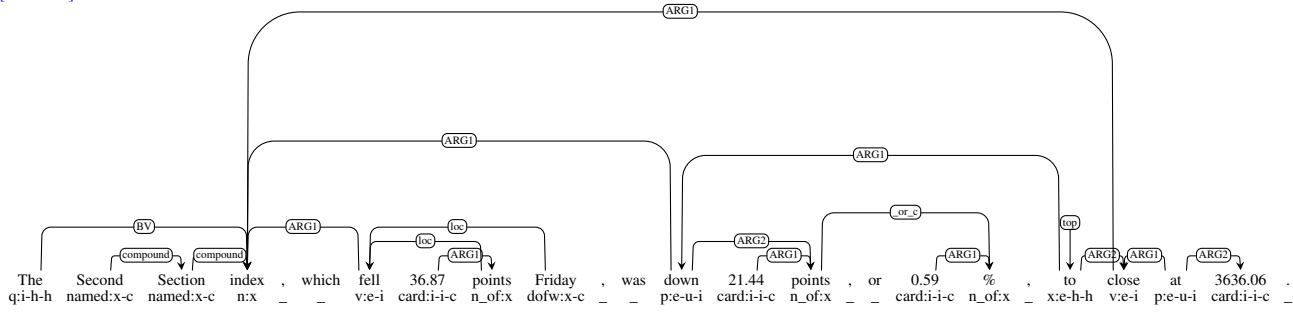 ARG1
ARG1
ARG1
_or_c
top
BV
ARG1
loc
loc
ARG2
compound
compound
ARG1
ARG1
ARG1
ARG2
ARG1
ARG2
The Second Section index , which fell 36.87 points Friday , was down 21.44 points , or 0.59 % , to close at 3636.06 .
q:i-h-h named:x-c named:x-c n:x _ _ v:e-i card:i-i-c n_of:x dofw:x-c _ _ p:e-u-i card:i-i-c n_of:x _ _ card:i-i-c n_of:x _ x:e-h-h v:e-i p:e-u-i card:i-i-c _